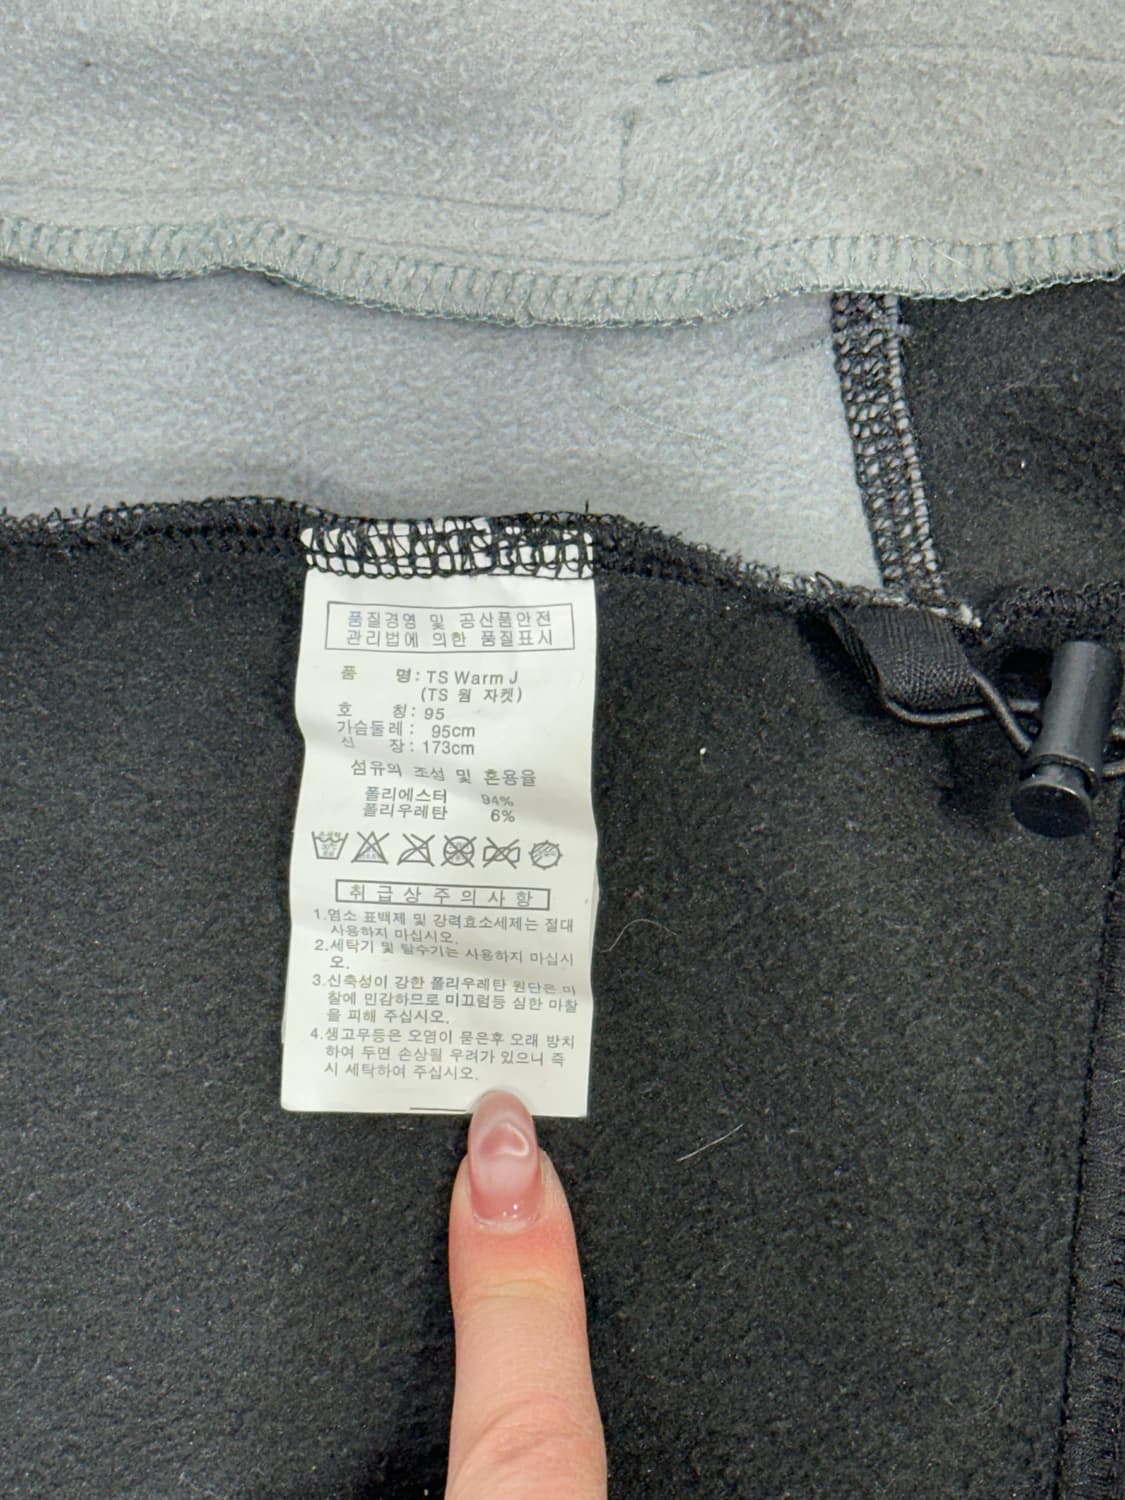 품질경영 및 공산품안전
관리법에 의한 품질표시
품 명: TS Warm J
(TS 웜 자켓)
호 칭: 95
가슴둘레: 95cm
신 장: 173cm
섬유의 조성 및 혼용율
폴리에스터 94%
폴리우레탄 6%
취급상주의사항
1.염소 표백제 및 강력효소세제는 절대
사용하지 마십시오.
2.세탁기 및 탈수기는 사용하지 마십시
오.
3.신축성이 강한 폴리우레탄 원단은 마
찰에 민감하므로 미끄럼등 심한 마찰
을 피해 주십시오.
4.생고무등은 오염이 묻은후 오래 방치
하여 두면 손상될 우려가 있으니 즉
시 세탁하여 주십시오.